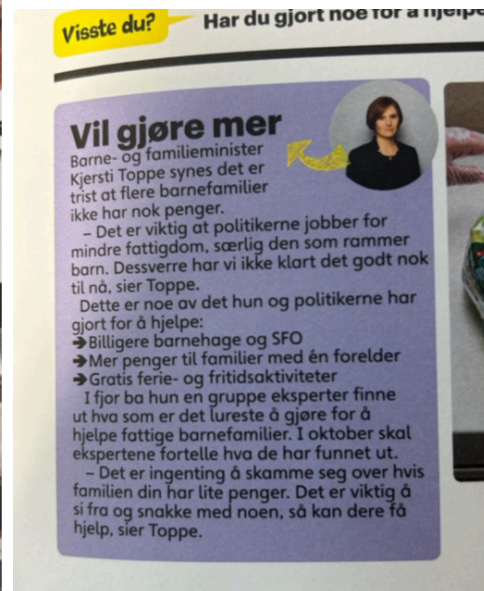 Visste du?
Har du gjort noe for å hjelpe
Vil gjøre mer
Barne- og familieminister
Kjersti Toppe synes det er
trist at flere barnefamilier
ikke har nok penger.
– Det er viktig at politikerne jobber for
mindre fattigdom, særlig den som rammer
barn. Dessverre har vi ikke klart det godt nok
til nå, sier Toppe.
Dette er noe av det hun og politikerne har
gjort for å hjelpe:
➔Billigere barnehage og SFO
➔Mer penger til familier med én forelder
➔Gratis ferie- og fritidsaktiviteter
I fjor ba hun en gruppe eksperter finne
ut hva som er det lureste å gjøre for å
hjelpe fattige barnefamilier. I oktober skal
ekspertene fortelle hva de har funnet ut.
– Det er ingenting å skamme seg over hvis
familien din har lite penger. Det er viktig å
si fra og snakke med noen, så kan dere få
hjelp, sier Toppe.